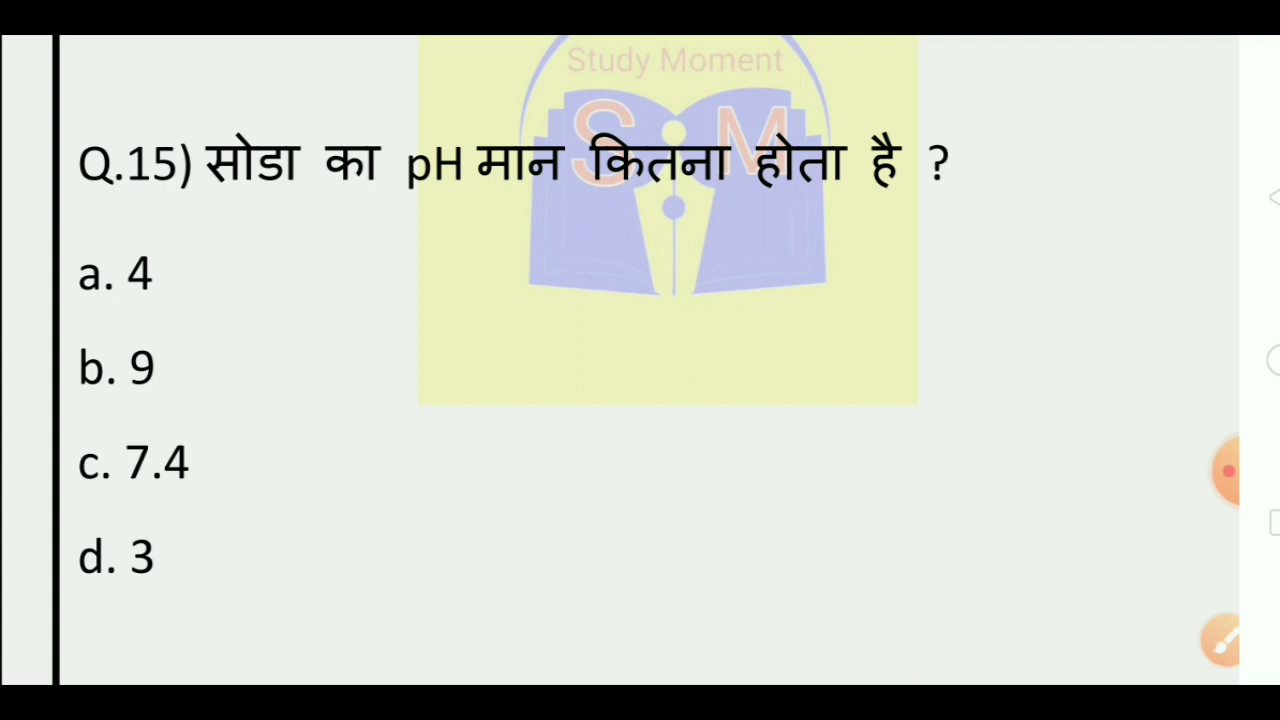 Study Moment
S M
Q.15) सोडा का pH मान कितना होता है ?
a. 4
b. 9
c. 7.4
d. 3